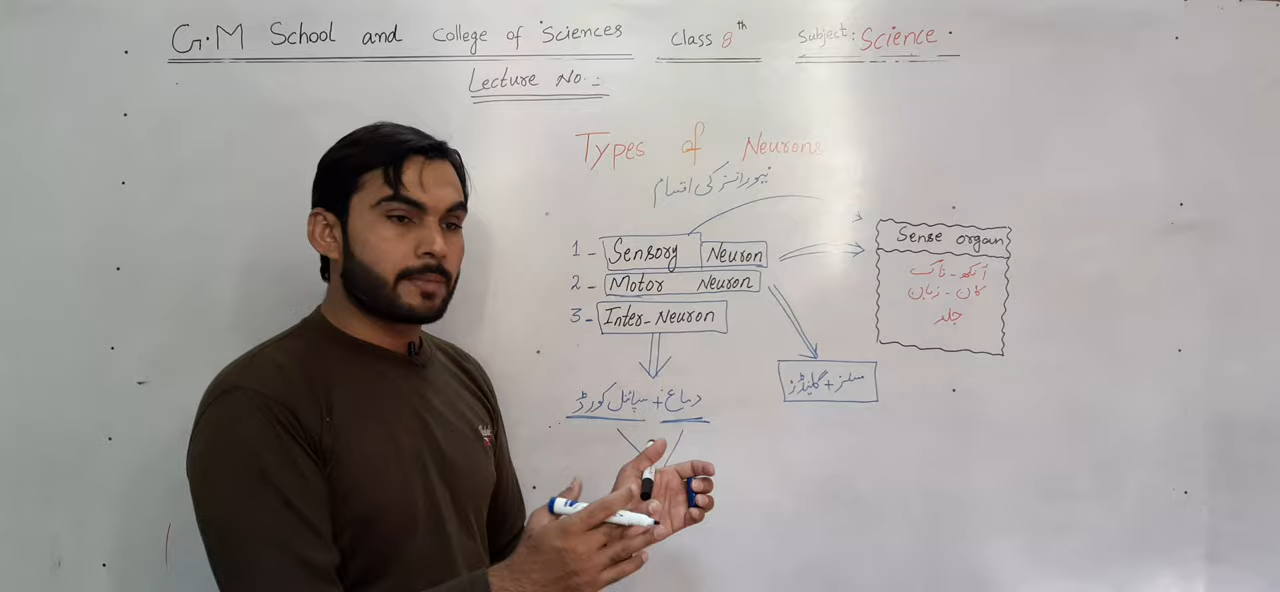 G.M School and College of Sciences Class 8th Subject: Science.
Lecture No. :-
Types of Neurons
نیورانز کی اقسام
1- Sensory Neuron
2- Motor Neuron
3- Inter-Neuron
Sense organ
آنکھ - ناک
کان - زبان
جلد
مسلز + گلینڈز
دماغ + سپائنل کورڈ